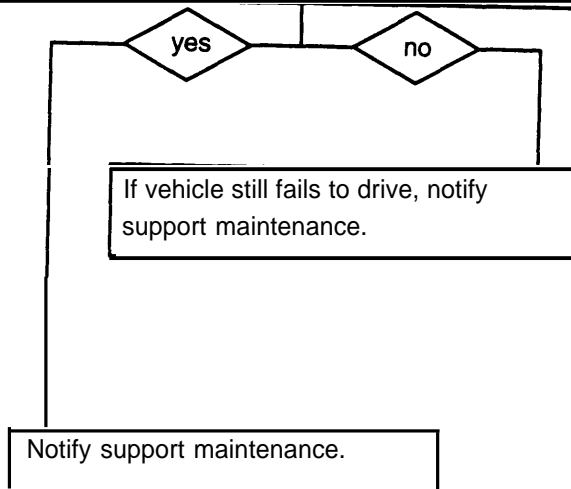 yes
no
If vehicle still fails to drive, notify
support maintenance.
Notify support maintenance.